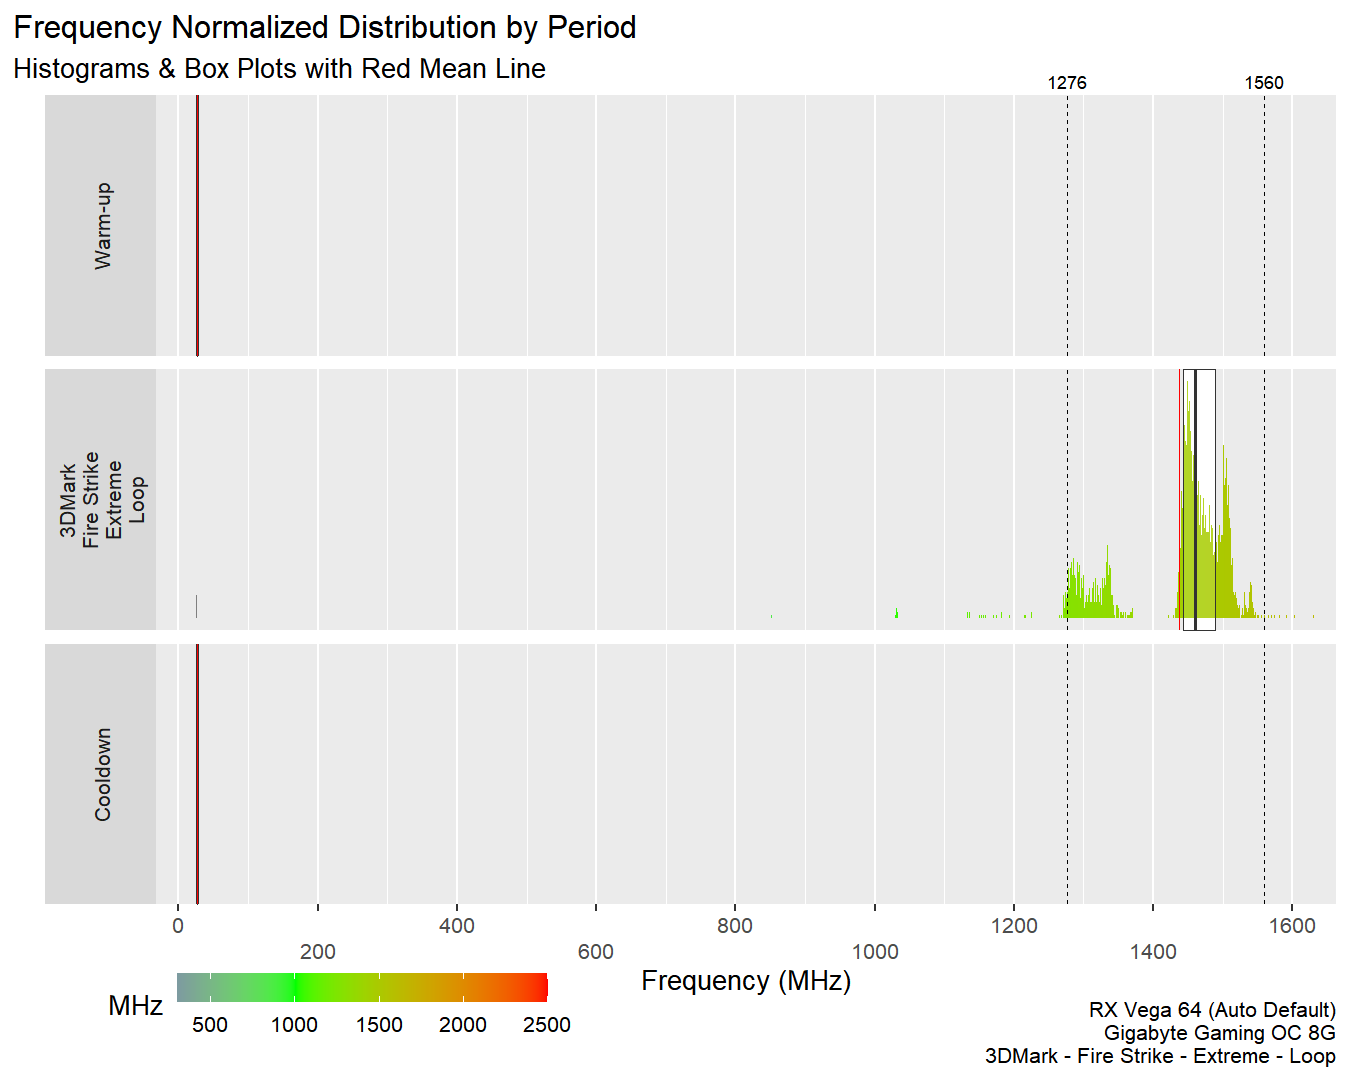 Frequency Normalized Distribution by Period
Histograms & Box Plots with Red Mean Line
1276
1560
Warm-up
3DMark
Fire Strike
Extreme
Loop
Cooldown
0
200
400
600
800
1000
1200
1400
1600
Frequency (MHz)
MHz
500
1000
1500
2000
2500
RX Vega 64 (Auto Default)
Gigabyte Gaming OC 8G
3DMark - Fire Strike - Extreme - Loop